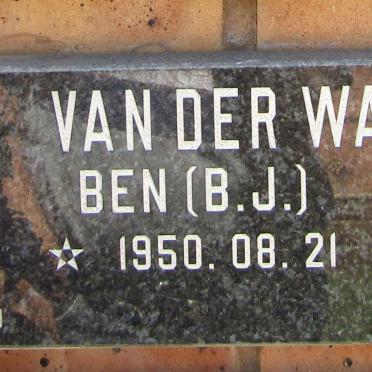 VAN DER WA
BEN (B.J.)
☆ 1950. 08. 21